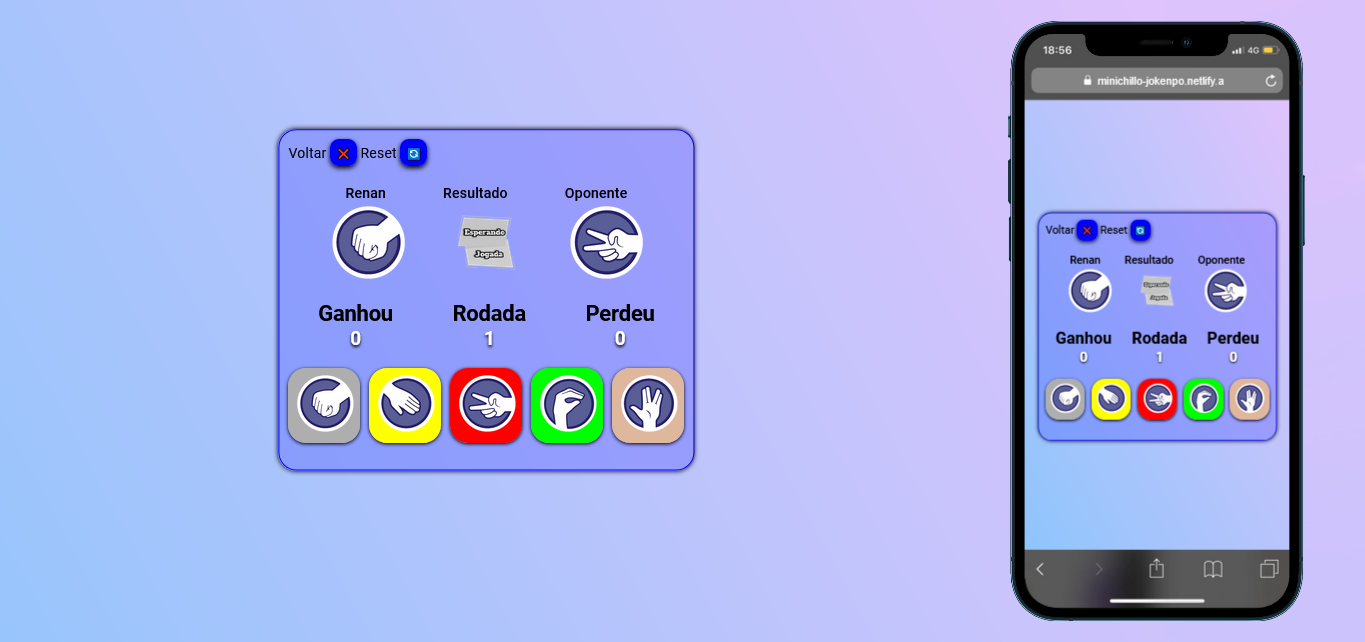 Voltar Reset
Renan Resultado Oponente
Esperando
Jogada
Ganhou Rodada Perdeu
0 1 0
18:56 4G
minichillo-jokenpo.netlify.a
Voltar Reset
Renan Resultado Oponente
Esperando
Jogada
Ganhou Rodada Perdeu
0 1 0